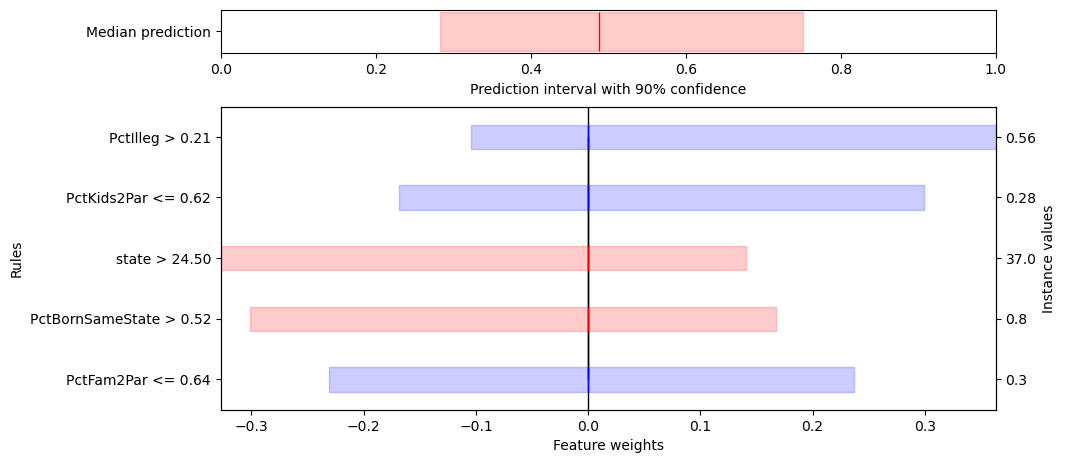 Median prediction
0.0 0.2 0.4 0.6 0.8 1.0
Prediction interval with 90% confidence
PctIlleg > 0.21 0.56
PctKids2Par <= 0.62 0.28
state > 24.50 37.0
PctBornSameState > 0.52 0.8
PctFam2Par <= 0.64 0.3
Rules
Instance values
−0.3 −0.2 −0.1 0.0 0.1 0.2 0.3
Feature weights